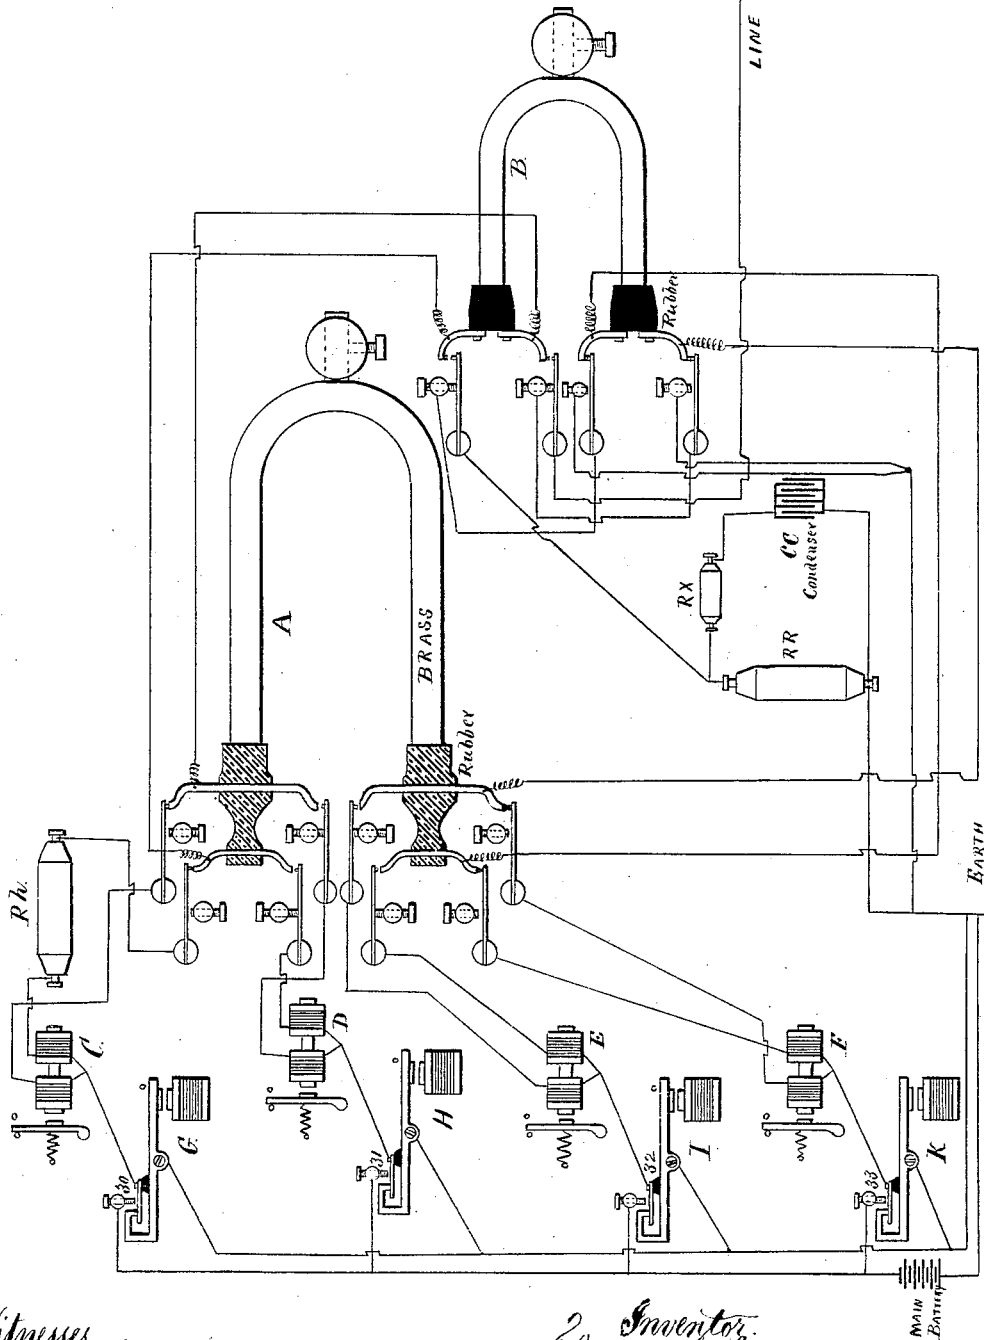 LINE
B.
Rubber
A
BRASS
Rubber
CC
Condenser
RX
RR
Rh.
EARTH
C.
D
E
F
G.
H
I
K
30
31
32
33
MAIN
BATTERY
Witnesses
Inventor.